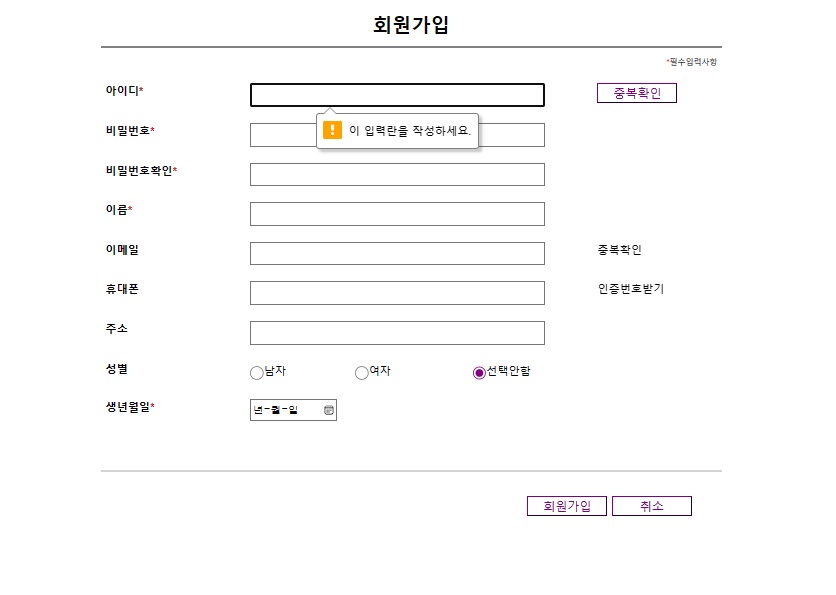 회원가입
*필수입력사항
아이디*
중복확인
이 입력란을 작성하세요.
비밀번호*
비밀번호확인*
이름*
이메일
중복확인
휴대폰
인증번호받기
주소
성별
남자 여자 선택안함
생년월일*
년-월-일
회원가입 취소